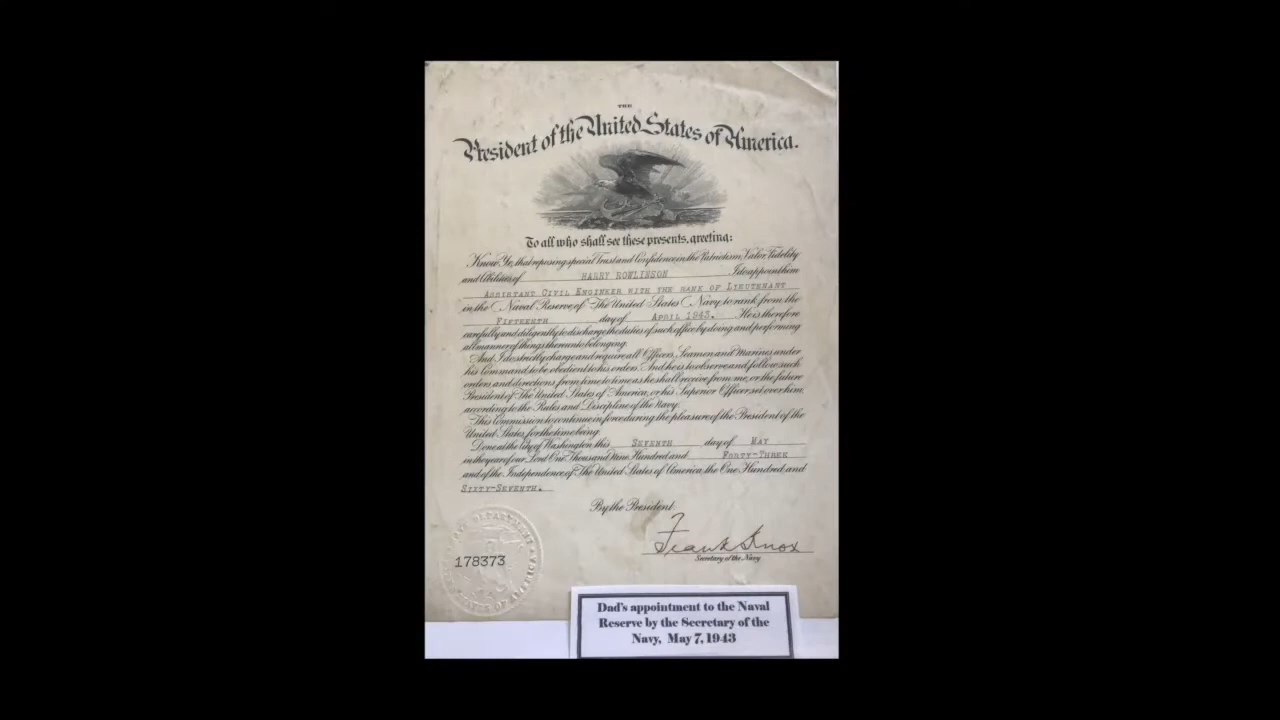 THE
President of the United States of America.
To all who shall see these presents, greeting:
Know Ye, that reposing special Trust and Confidence in the Patriotism, Valor, Fidelity
and Abilities of HARRY ROWLINSON I do appoint him
ASSISTANT CIVIL ENGINEER WITH THE RANK OF LIEUTENANT
in the Naval Reserve of The United States Navy to rank from the
FIFTEENTH day of APRIL 1943. He is therefore
carefully and diligently to discharge the duties of such office by doing and performing
all manner of things thereunto belonging.
And I do strictly charge and require all Officers, Seamen and Marines under
his Command to be obedient to his orders. And he is to observe and follow such
orders and directions from time to time as he shall receive from me, or the future
President of The United States of America, or his Superior Officer set over him,
according to the Rules and Discipline of the Navy.
This Commission to continue in force during the pleasure of the President of the
United States, for the time being.
Done at the City of Washington this SEVENTH day of MAY
in the year of our Lord One Thousand Nine Hundred and FORTY-THREE
and of the Independence of The United States of America the One Hundred and
SIXTY-SEVENTH.
By the President:
Frank Knox
Secretary of the Navy
178373
Dad's appointment to the Naval
Reserve by the Secretary of the
Navy, May 7, 1943